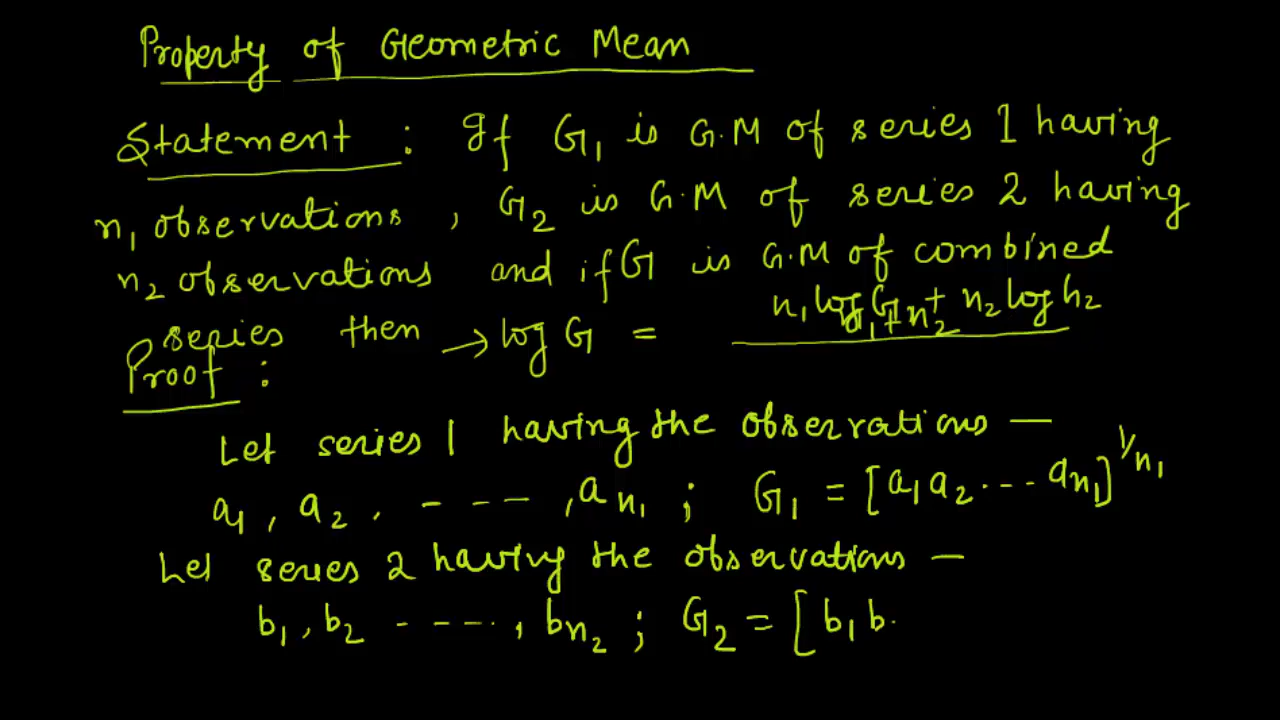 Property of Geometric Mean
Statement : If G₁ is G.M of series 1 having
n₁ observations , G₂ is G.M of series 2 having
n₂ observations and if G is G.M of combined
series then → log G = n₁ log G₁ + n₂ log h₂
n₁ + n₂
Proof :
Let series 1 having the observations —
a₁ , a₂ , - - - - , aₙ₁ ; G₁ = [a₁ a₂ ... aₙ₁]^1/n₁
Let series 2 having the observations —
b₁ , b₂ - - - - , bₙ₂ ; G₂ = [ b₁ b.